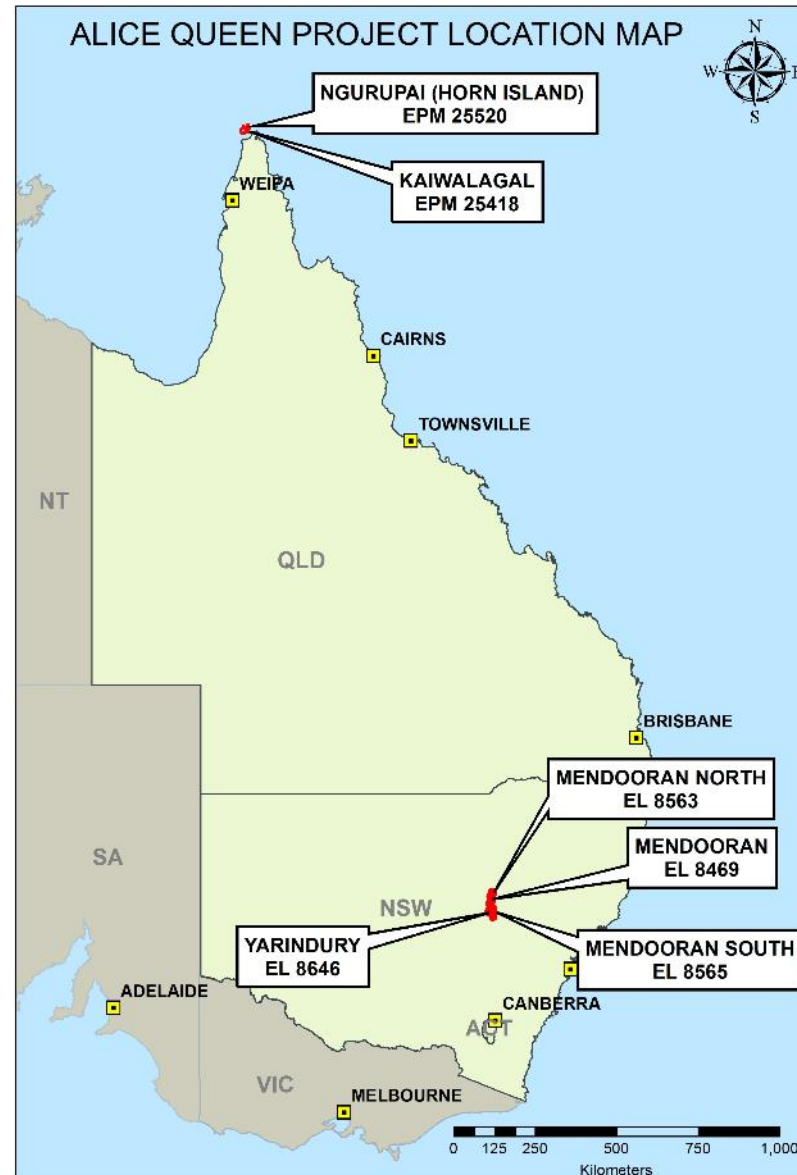 ALICE QUEEN PROJECT LOCATION MAP
N
W
E
S
NGURUPAI (HORN ISLAND)
EPM 25520
KAIWALAGAL
EPM 25418
WEIPA
CAIRNS
TOWNSVILLE
NT
QLD
BRISBANE
MENDOORAN NORTH
EL 8563
MENDOORAN
EL 8469
SA
NSW
YARINDURY
EL 8646
MENDOORAN SOUTH
EL 8565
ADELAIDE
CANBERRA
ACT
VIC
MELBOURNE
0 125 250 500 750 1,000
Kilometers